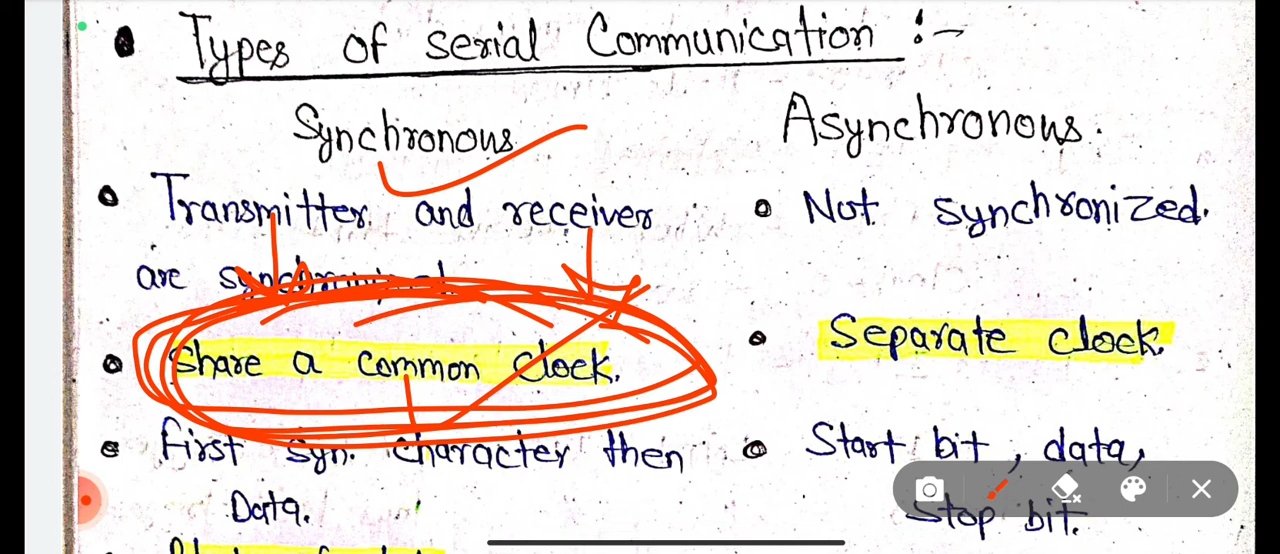 Types of serial Communication :-
Synchronous
Asynchronous.
Transmitter and receiver
are synchronized
Not synchronized.
Share a common clock.
Separate clock.
First syn. character then
Data.
Start bit, data,
Stop bit.